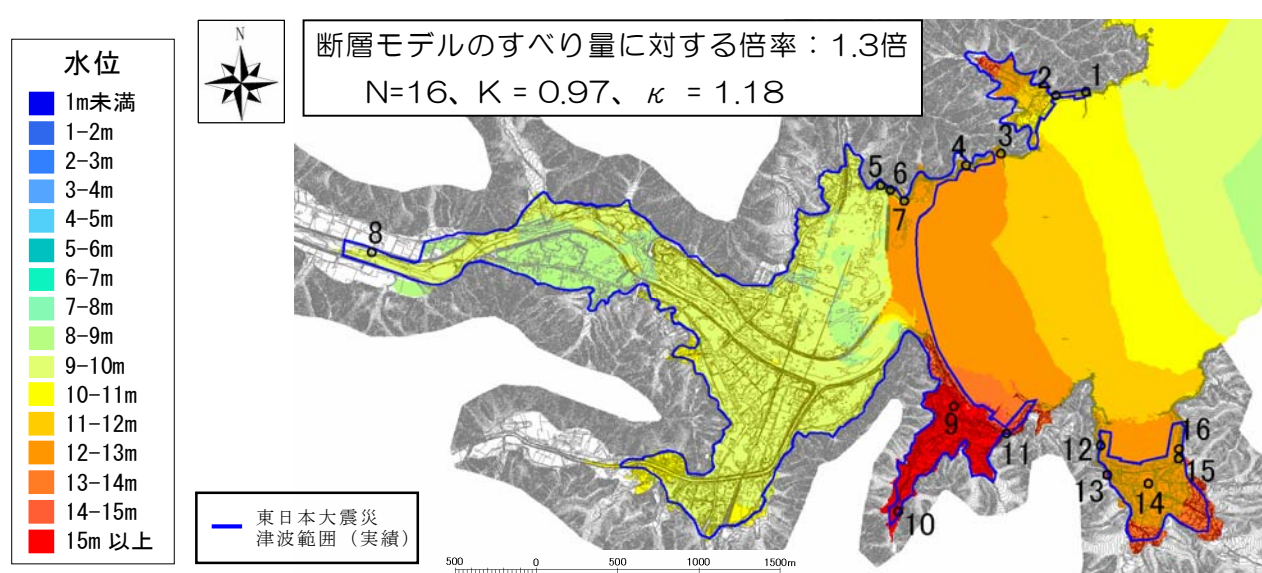 水位
1m未満
1-2m
2-3m
3-4m
4-5m
5-6m
6-7m
7-8m
8-9m
9-10m
10-11m
11-12m
12-13m
13-14m
14-15m
15m 以上
N
断層モデルのすべり量に対する倍率：1.3倍
N=16、K = 0.97、κ = 1.18
2 1
4 3
5 6
7
8
9
10
11
12
13
14
8
16
15
東日本大震災
津波範囲（実績）
500 0 500 1000 1500m